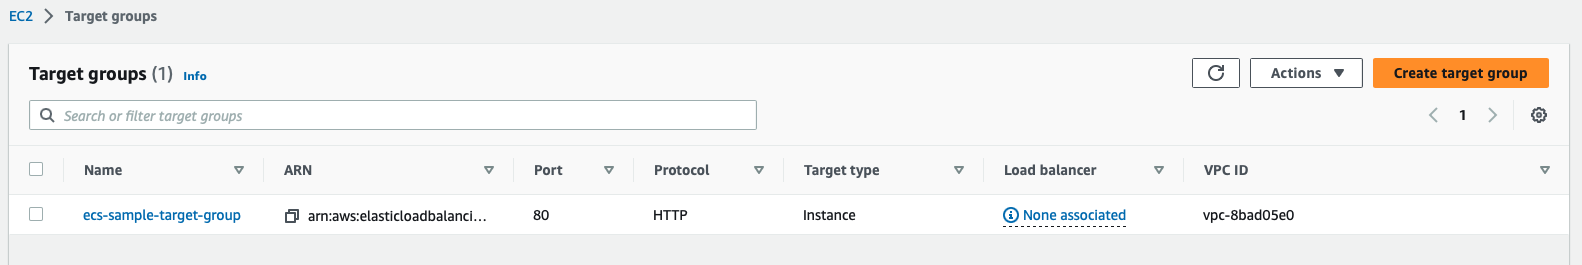 EC2 > Target groups
Target groups (1) Info
Actions Create target group
Search or filter target groups
1
Name ARN Port Protocol Target type Load balancer VPC ID
ecs-sample-target-group arn:aws:elasticloadbalanci... 80 HTTP Instance None associated vpc-8bad05e0